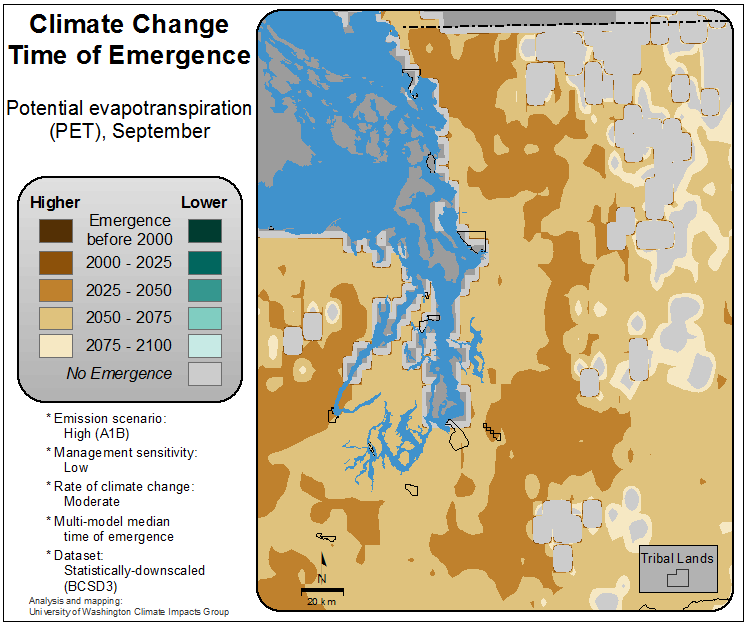 Climate Change
Time of Emergence
Potential evapotranspiration
(PET), September
Higher Lower
Emergence
before 2000
2000 - 2025
2025 - 2050
2050 - 2075
2075 - 2100
No Emergence
* Emission scenario:
High (A1B)
* Management sensitivity:
Low
* Rate of climate change:
Moderate
* Multi-model median
time of emergence
* Dataset:
Statistically-downscaled
(BCSD3)
Analysis and mapping:
University of Washington Climate Impacts Group
N
20 km
Tribal Lands